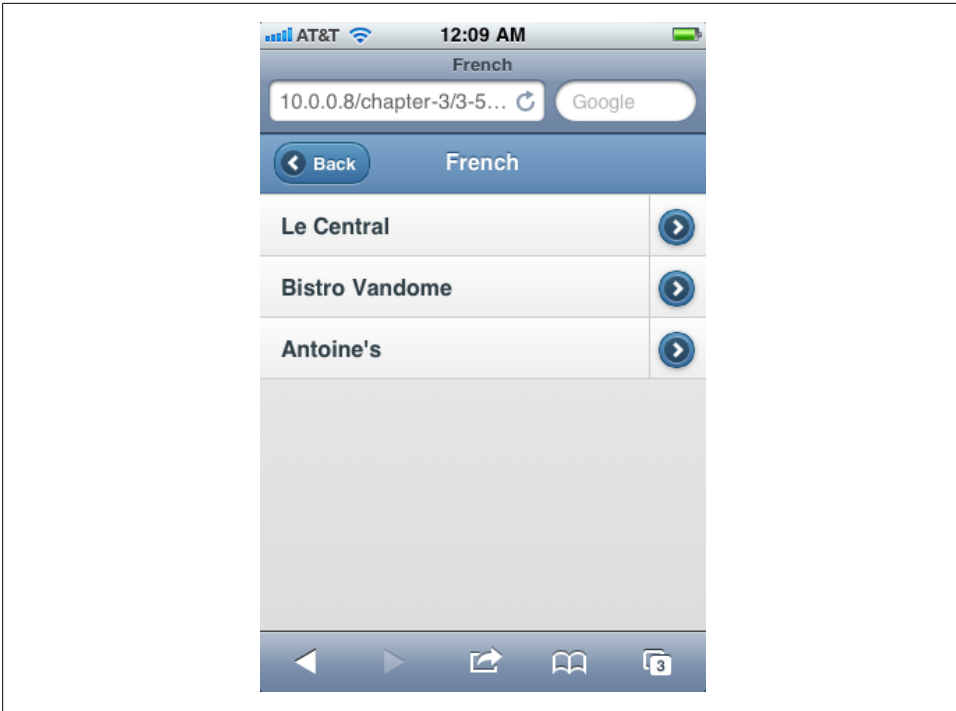 AT&T 12:09 AM
French
10.0.0.8/chapter-3/3-5... Google
Back French
Le Central
Bistro Vandome
Antoine's
3